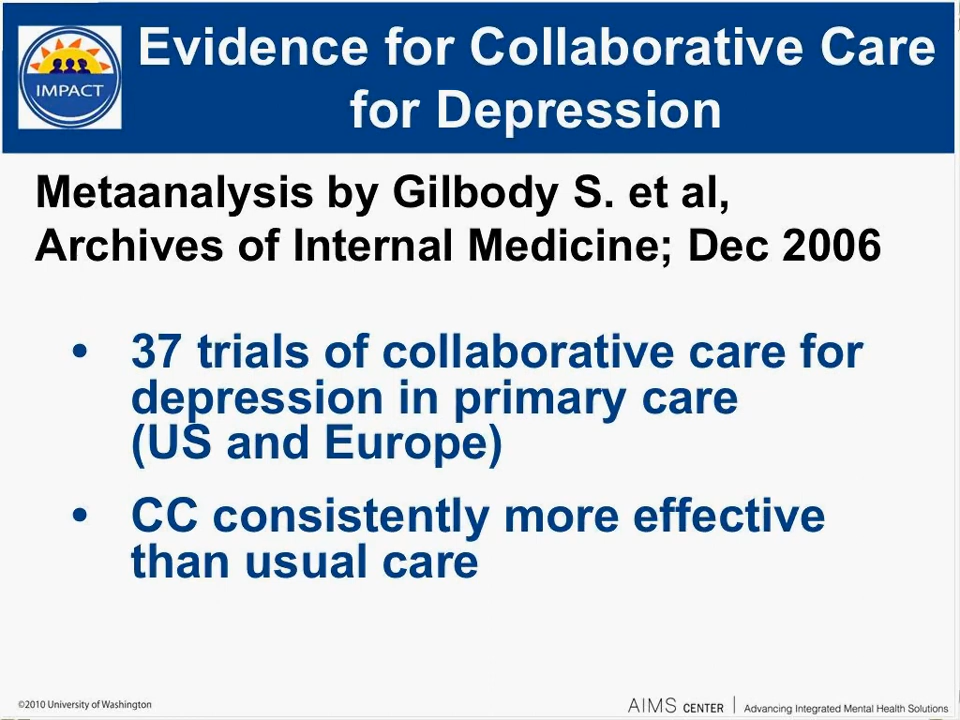 IMPACT
Evidence for Collaborative Care
for Depression
Metaanalysis by Gilbody S. et al,
Archives of Internal Medicine; Dec 2006
• 37 trials of collaborative care for
depression in primary care
(US and Europe)
• CC consistently more effective
than usual care
©2010 University of Washington
AIMS CENTER | Advancing Integrated Mental Health Solutions